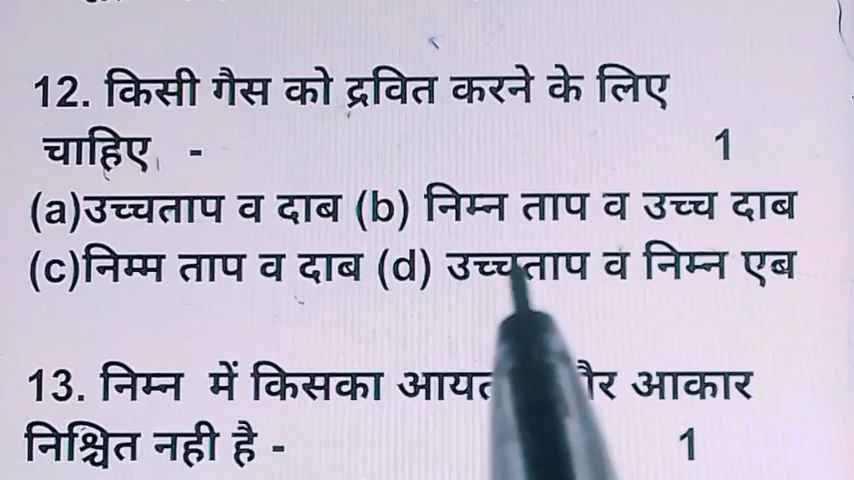 12. किसी गैस को द्रवित करने के लिए
चाहिए - 1
(a)उच्चताप व दाब (b) निम्न ताप व उच्च दाब
(c)निम्म ताप व दाब (d) उच्चताप व निम्न एब
13. निम्न में किसका आकार
निश्चित नही है - 1